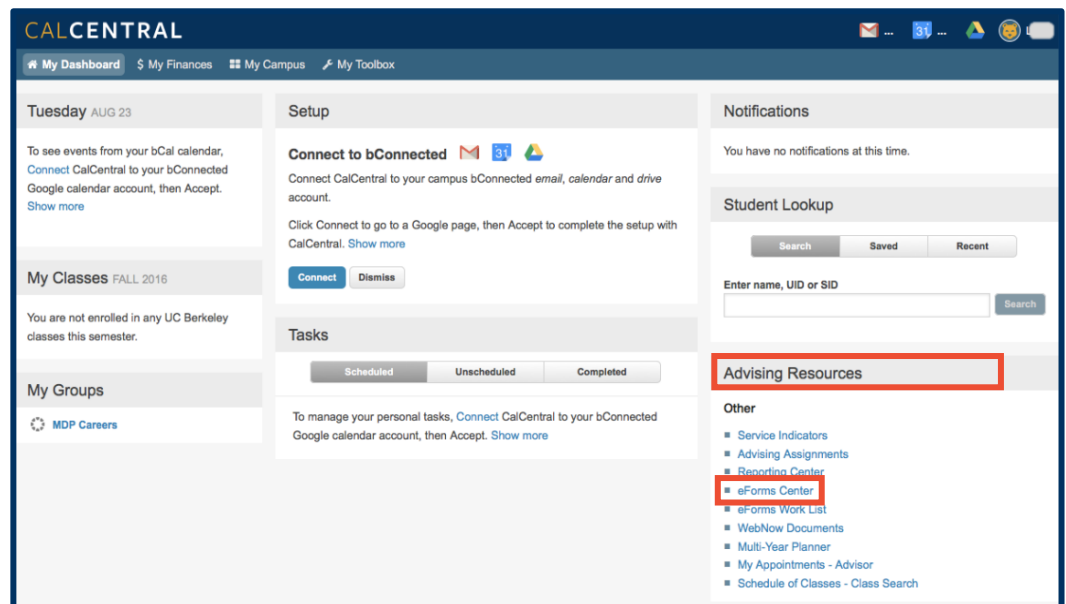 CALCENTRAL
31
My Dashboard
$ My Finances
My Campus
My Toolbox
Tuesday AUG 23
To see events from your bCal calendar,
Connect CalCentral to your bConnected
Google calendar account, then Accept.
Show more
My Classes FALL 2016
You are not enrolled in any UC Berkeley
classes this semester.
My Groups
MDP Careers
Setup
Connect to bConnected 31
Connect CalCentral to your campus bConnected email, calendar and drive
account.
Click Connect to go to a Google page, then Accept to complete the setup with
CalCentral. Show more
Connect Dismiss
Tasks
Scheduled Unscheduled Completed
To manage your personal tasks, Connect CalCentral to your bConnected
Google calendar account, then Accept. Show more
Notifications
You have no notifications at this time.
Student Lookup
Search Saved Recent
Enter name, UID or SID
Search
Advising Resources
Other
Service Indicators
Advising Assignments
Reporting Center
eForms Center
eForms Work List
WebNow Documents
Multi-Year Planner
My Appointments - Advisor
Schedule of Classes - Class Search